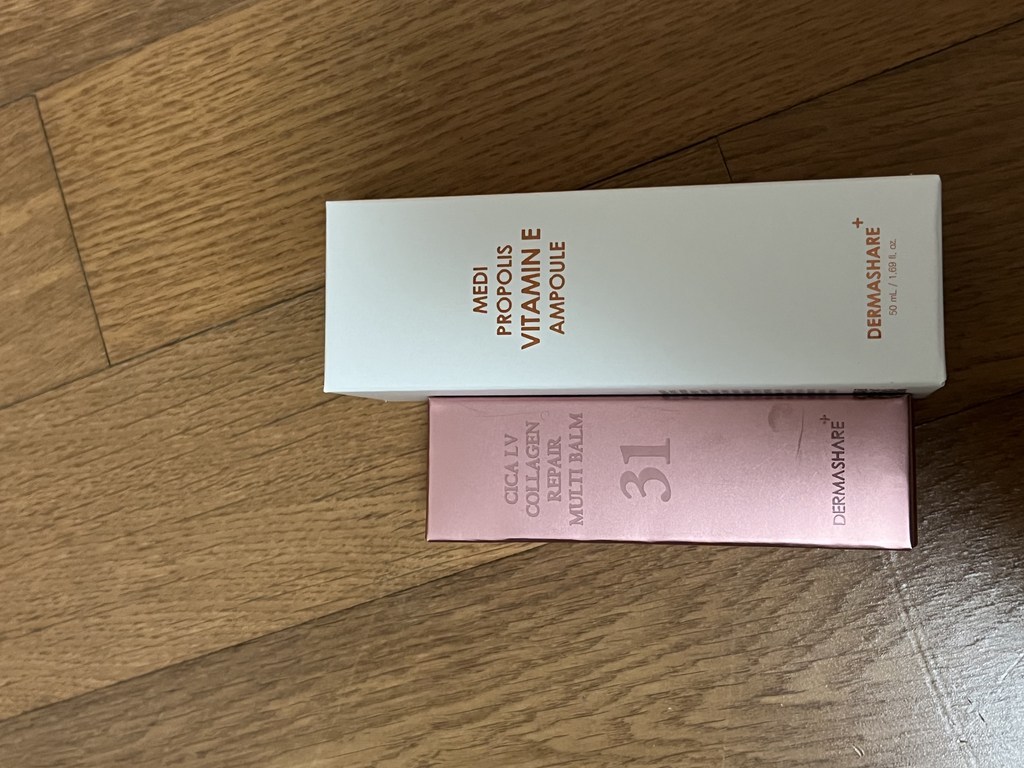 MEDI
PROPOLIS
VITAMIN E
AMPOULE
DERMASHARE+
50 mL / 1.69 fl. oz.
CICA LV
COLLAGEN
REPAIR
MULTI BALM
31
DERMASHARE+